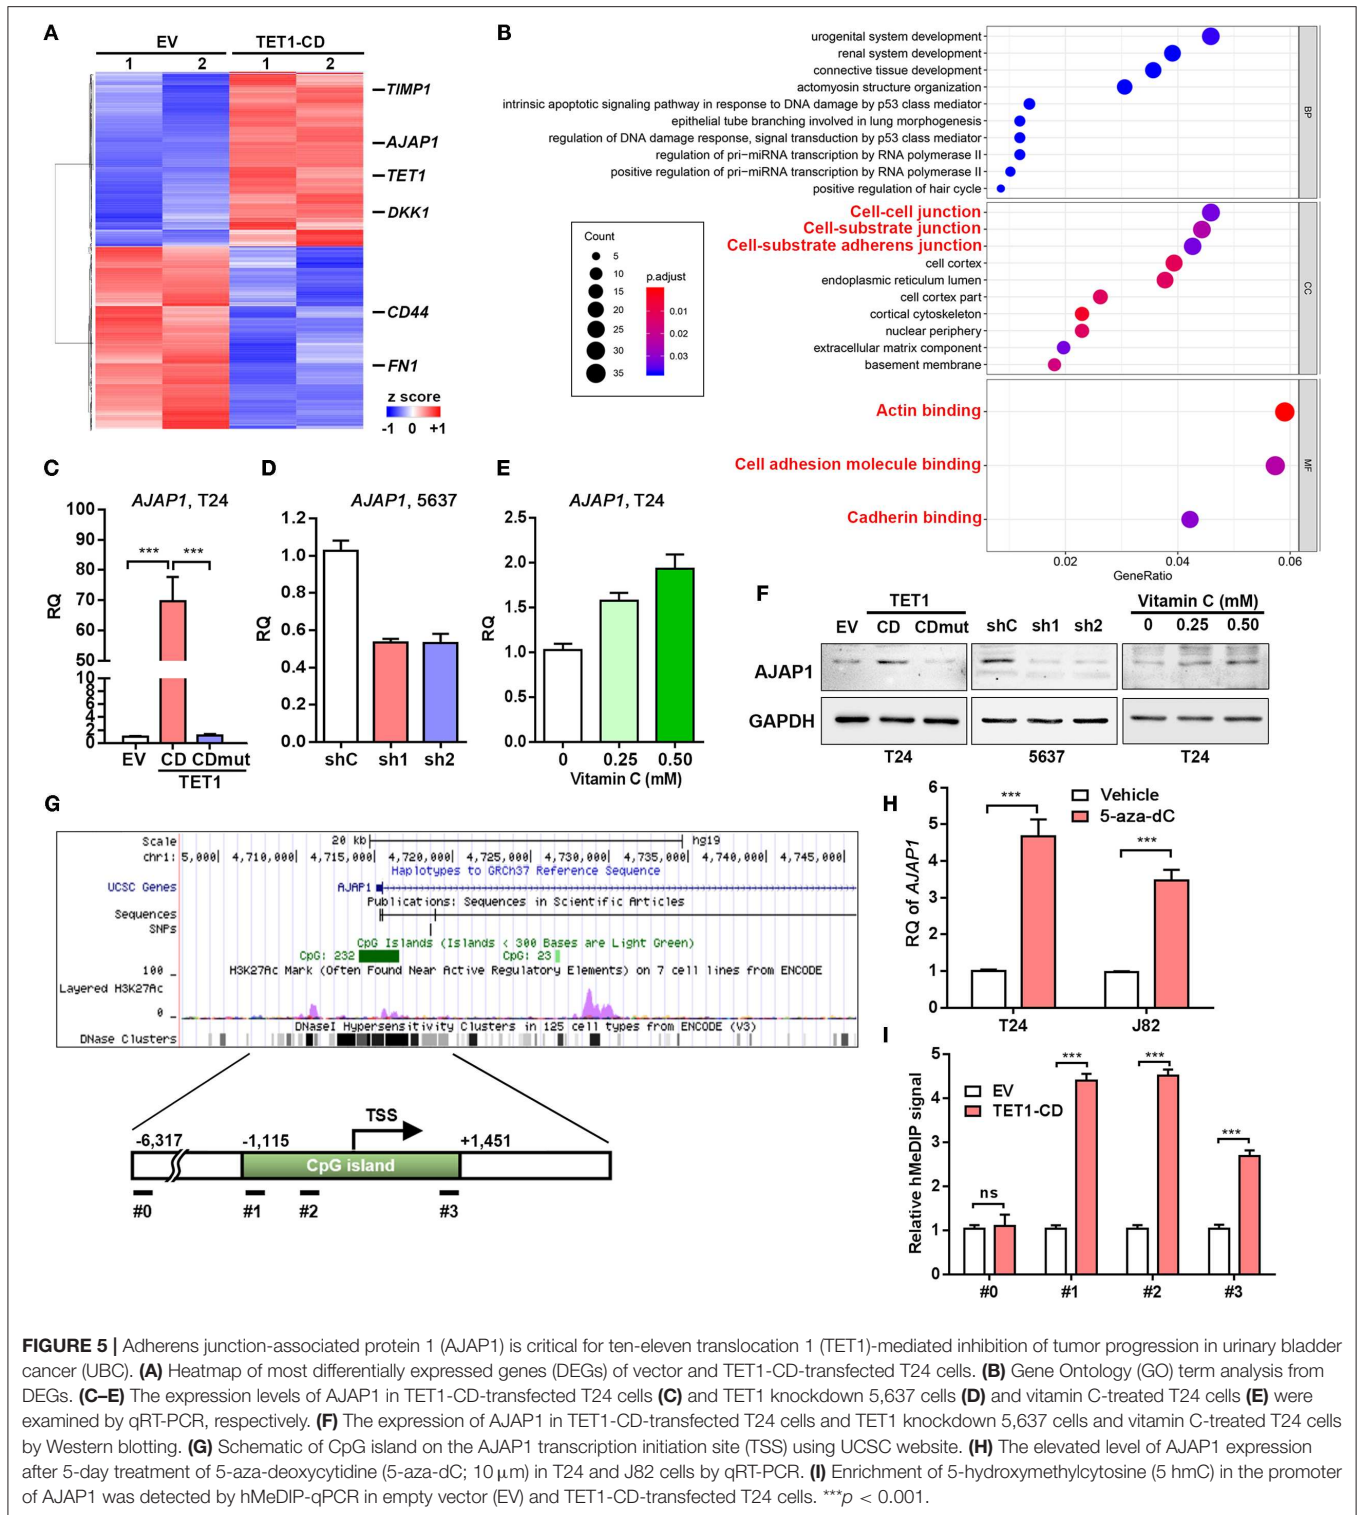 A
EV
TET1-CD
1 2 1 2
TIMP1
AJAP1
TET1
DKK1
CD44
FN1
z score
-1 0 +1
B
urogenital system development
renal system development
connective tissue development
actomyosin structure organization
intrinsic apoptotic signaling pathway in response to DNA damage by p53 class mediator
epithelial tube branching involved in lung morphogenesis
regulation of DNA damage response, signal transduction by p53 class mediator
regulation of pri−miRNA transcription by RNA polymerase II
positive regulation of pri−miRNA transcription by RNA polymerase II
positive regulation of hair cycle
BP
Cell-cell junction
Cell-substrate junction
Cell-substrate adherens junction
cell cortex
endoplasmic reticulum lumen
cell cortex part
cortical cytoskeleton
nuclear periphery
extracellular matrix component
basement membrane
CC
Actin binding
Cell adhesion molecule binding
Cadherin binding
MF
0.02 0.04 0.06
GeneRatio
Count
5
10
15
20
25
30
35
p.adjust
0.01
0.02
0.03
C
AJAP1, T24
RQ
100
90
80
70
60
50
10
8
6
4
2
0
*** ***
EV CD CDmut
TET1
D
AJAP1, 5637
RQ
1.2
1.0
0.8
0.6
0.4
0.2
0.0
shC sh1 sh2
E
AJAP1, T24
RQ
2.5
2.0
1.5
1.0
0.5
0.0
0 0.25 0.50
Vitamin C (mM)
F
TET1
EV CD CDmut
shC sh1 sh2
Vitamin C (mM)
0 0.25 0.50
AJAP1
GAPDH
T24 5637 T24
G
Scale 20 kb hg19
chr1: 5,000 4,710,000 4,715,000 4,720,000 4,725,000 4,730,000 4,735,000 4,740,000 4,745,000
Haplotypes to GRCh37 Reference Sequence
UCSC Genes AJAP1
Publications: Sequences in Scientific Articles
Sequences
SNPs
CpG Islands (Islands < 300 Bases are Light Green)
CpG: 232 CpG: 23
100 H3K27Ac Mark (Often Found Near Active Regulatory Elements) on 7 cell lines from ENCODE
Layered H3K27Ac
0
DNaseI Hypersensitivity Clusters in 125 cell types from ENCODE (V3)
DNase Clusters
TSS
-6,317 -1,115 +1,451
CpG island
#0 #1 #2 #3
H
Vehicle
5-aza-dC
RQ of AJAP1
6
5
4
3
2
1
0
*** ***
T24 J82
I
EV
TET1-CD
Relative hMeDIP signal
5
4
3
2
1
0
ns *** *** ***
#0 #1 #2 #3
FIGURE 5 | Adherens junction-associated protein 1 (AJAP1) is critical for ten-eleven translocation 1 (TET1)-mediated inhibition of tumor progression in urinary bladder
cancer (UBC). (A) Heatmap of most differentially expressed genes (DEGs) of vector and TET1-CD-transfected T24 cells. (B) Gene Ontology (GO) term analysis from
DEGs. (C–E) The expression levels of AJAP1 in TET1-CD-transfected T24 cells (C) and TET1 knockdown 5,637 cells (D) and vitamin C-treated T24 cells (E) were
examined by qRT-PCR, respectively. (F) The expression of AJAP1 in TET1-CD-transfected T24 cells and TET1 knockdown 5,637 cells and vitamin C-treated T24 cells
by Western blotting. (G) Schematic of CpG island on the AJAP1 transcription initiation site (TSS) using UCSC website. (H) The elevated level of AJAP1 expression
after 5-day treatment of 5-aza-deoxycytidine (5-aza-dC; 10 μm) in T24 and J82 cells by qRT-PCR. (I) Enrichment of 5-hydroxymethylcytosine (5 hmC) in the promoter
of AJAP1 was detected by hMeDIP-qPCR in empty vector (EV) and TET1-CD-transfected T24 cells. ***p < 0.001.